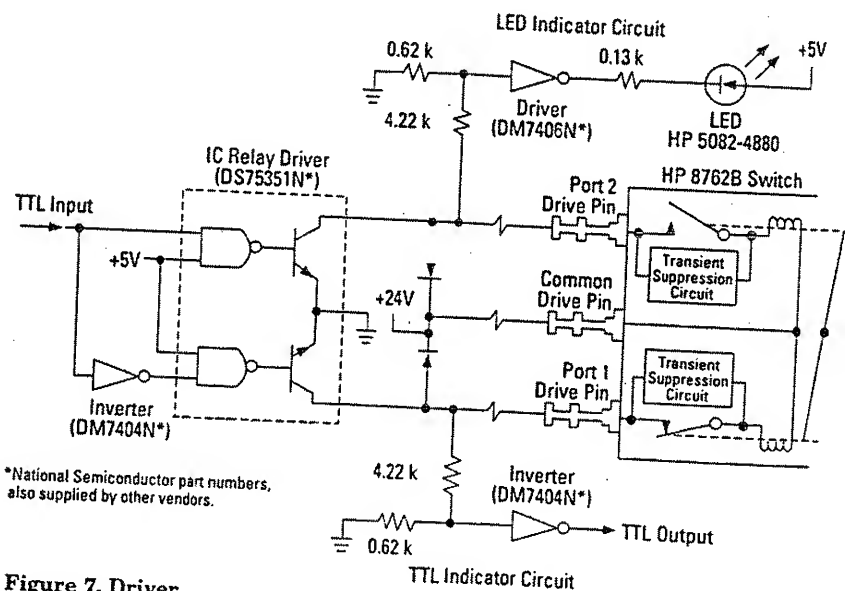 LED Indicator Circuit
0.62 k
0.13 k
+5V
4.22 k
Driver
(DM7406N*)
LED
HP 5082-4880
IC Relay Driver
(DS75351N*)
HP 8762B Switch
TTL Input
Port 2
Drive Pin
+5V
Transient
Suppression
Circuit
+24V
Common
Drive Pin
Port 1
Drive Pin
Transient
Suppression
Circuit
Inverter
(DM7404N*)
*National Semiconductor part numbers,
also supplied by other vendors.
4.22 k
Inverter
(DM7404N*)
TTL Output
0.62 k
TTL Indicator Circuit
Figure 7. Driver